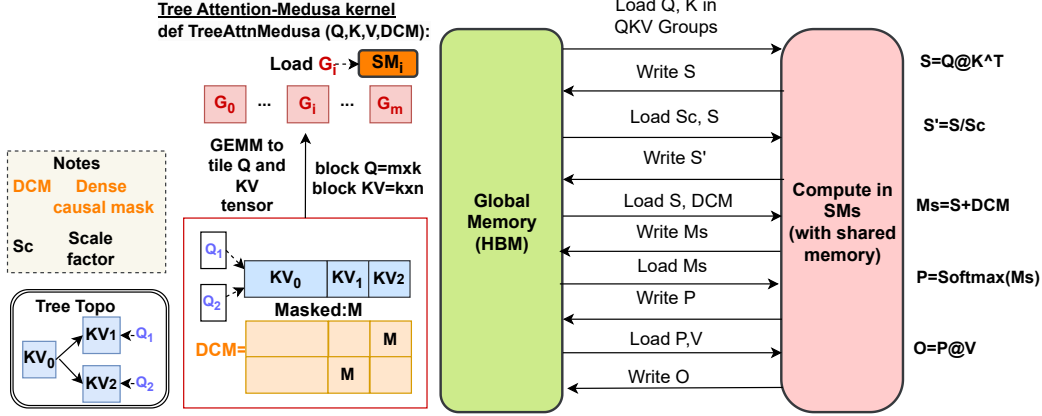 Tree Attention-Medusa kernel
def TreeAttnMedusa (Q,K,V,DCM):
Load Gi
SMi
G0 ... Gi ... Gm
GEMM to
tile Q and
KV
tensor
block Q=mxk
block KV=kxn
Notes
DCM Dense
causal mask
Sc Scale
factor
Tree Topo
KV0
KV1
Q1
KV2
Q2
Q1
Q2
KV0 KV1 KV2
Masked:M
DCM=
M
M
Global
Memory
(HBM)
Load Q, K in
QKV Groups
Write S
Load Sc, S
Write S'
Load S, DCM
Write Ms
Load Ms
Write P
Load P,V
Write O
Compute in
SMs
(with shared
memory)
S=Q@K^T
S'=S/Sc
Ms=S+DCM
P=Softmax(Ms)
O=P@V